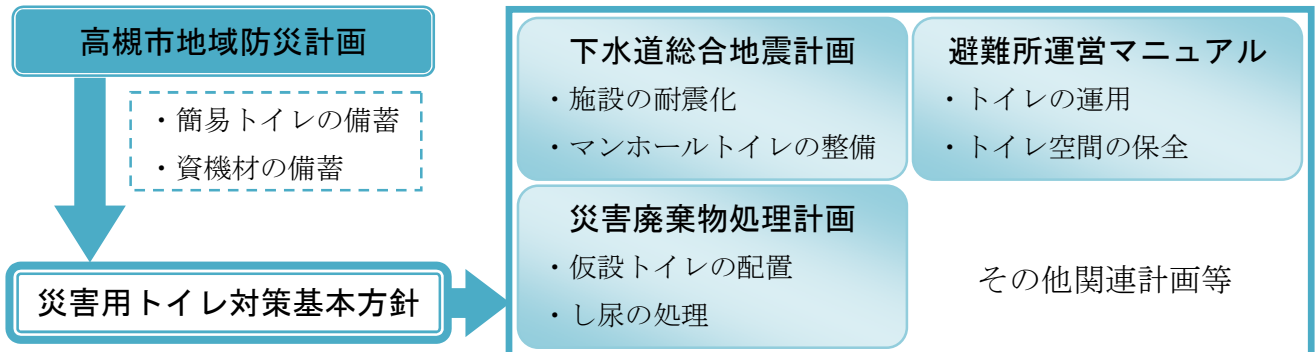 高槻市地域防災計画
・簡易トイレの備蓄
・資機材の備蓄
災害用トイレ対策基本方針
下水道総合地震計画
・施設の耐震化
・マンホールトイレの整備
避難所運営マニュアル
・トイレの運用
・トイレ空間の保全
災害廃棄物処理計画
・仮設トイレの配置
・し尿の処理
その他関連計画等